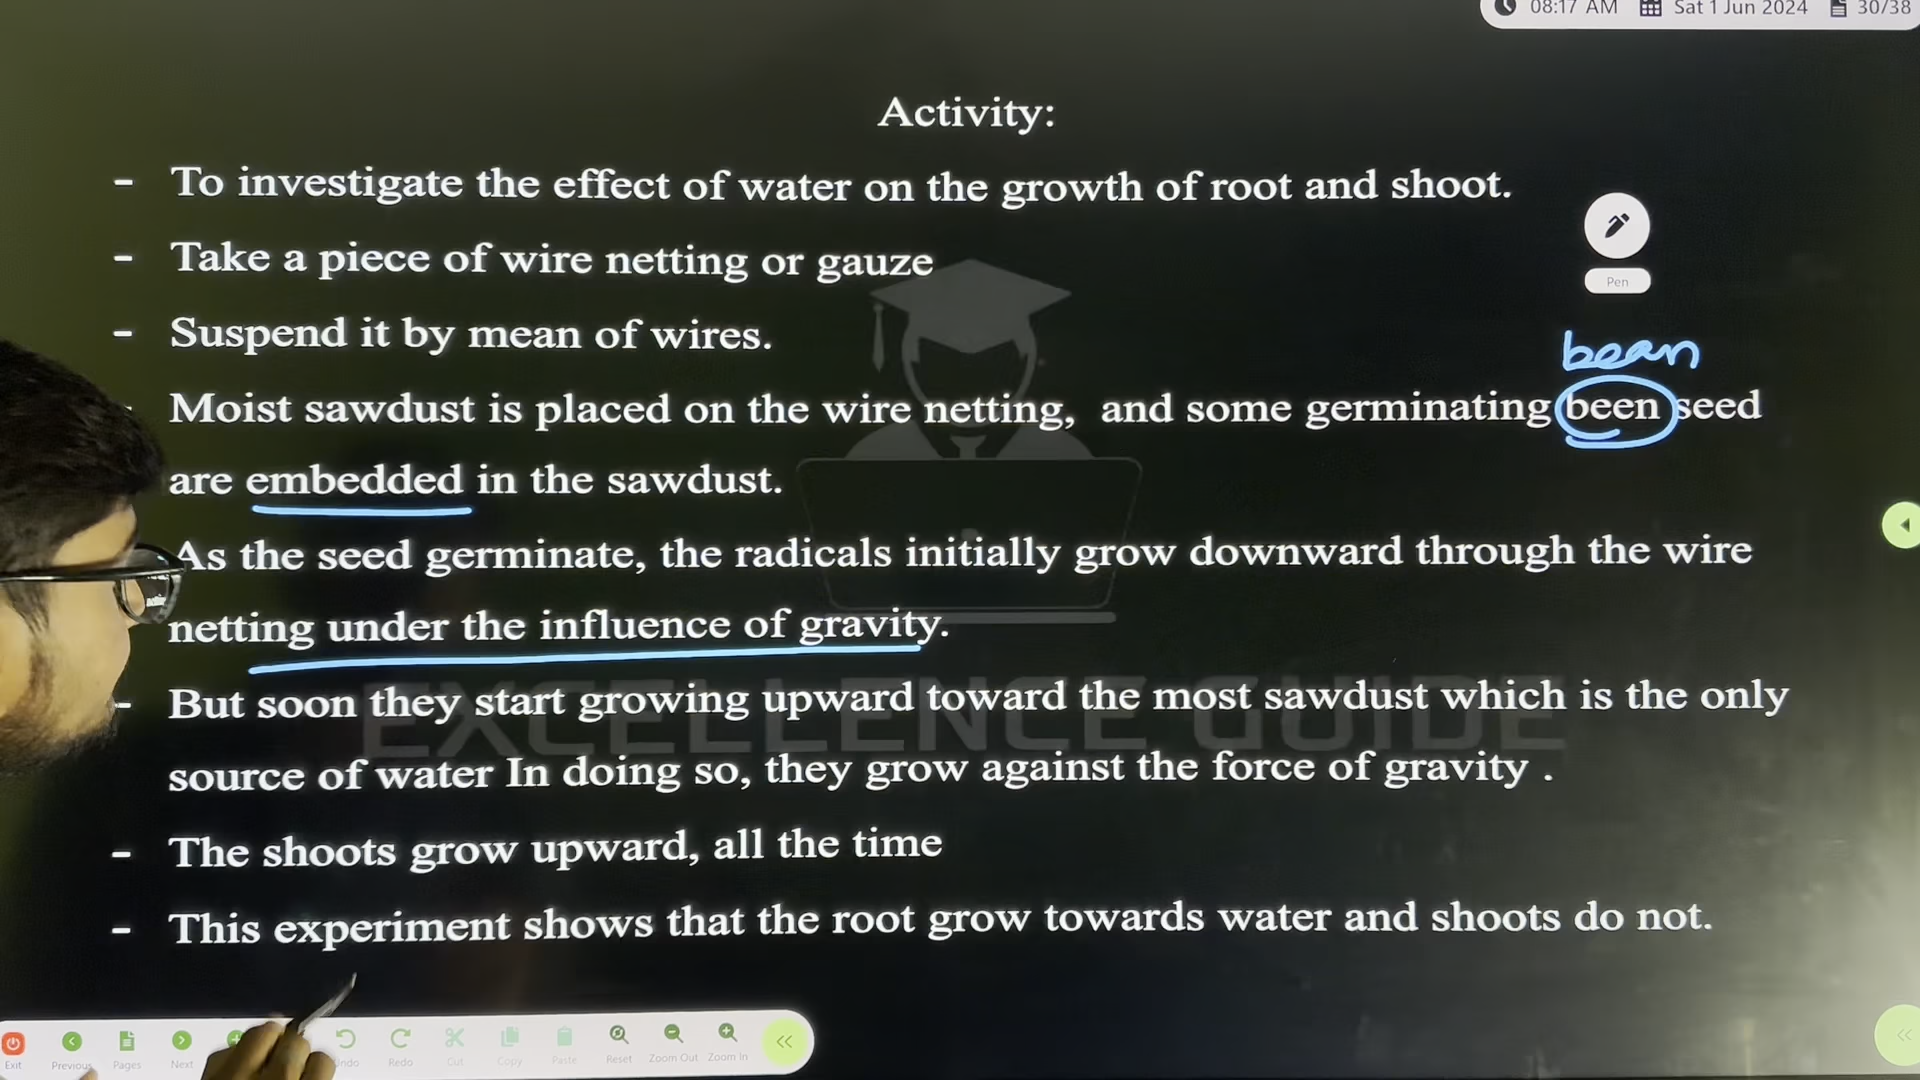 08:17 AM Sat 1 Jun 2024 30/38
Activity:
- To investigate the effect of water on the growth of root and shoot.
- Take a piece of wire netting or gauze
Pen
- Suspend it by mean of wires.
bean
- Moist sawdust is placed on the wire netting, and some germinating been seed
are embedded in the sawdust.
As the seed germinate, the radicals initially grow downward through the wire
netting under the influence of gravity.
- But soon they start growing upward toward the most sawdust which is the only
EXCELLENCE GUIDE
source of water In doing so, they grow against the force of gravity .
- The shoots grow upward, all the time
- This experiment shows that the root grow towards water and shoots do not.
Exit Previous Pages Next Undo Redo Cut Copy Paste Reset Zoom Out Zoom In